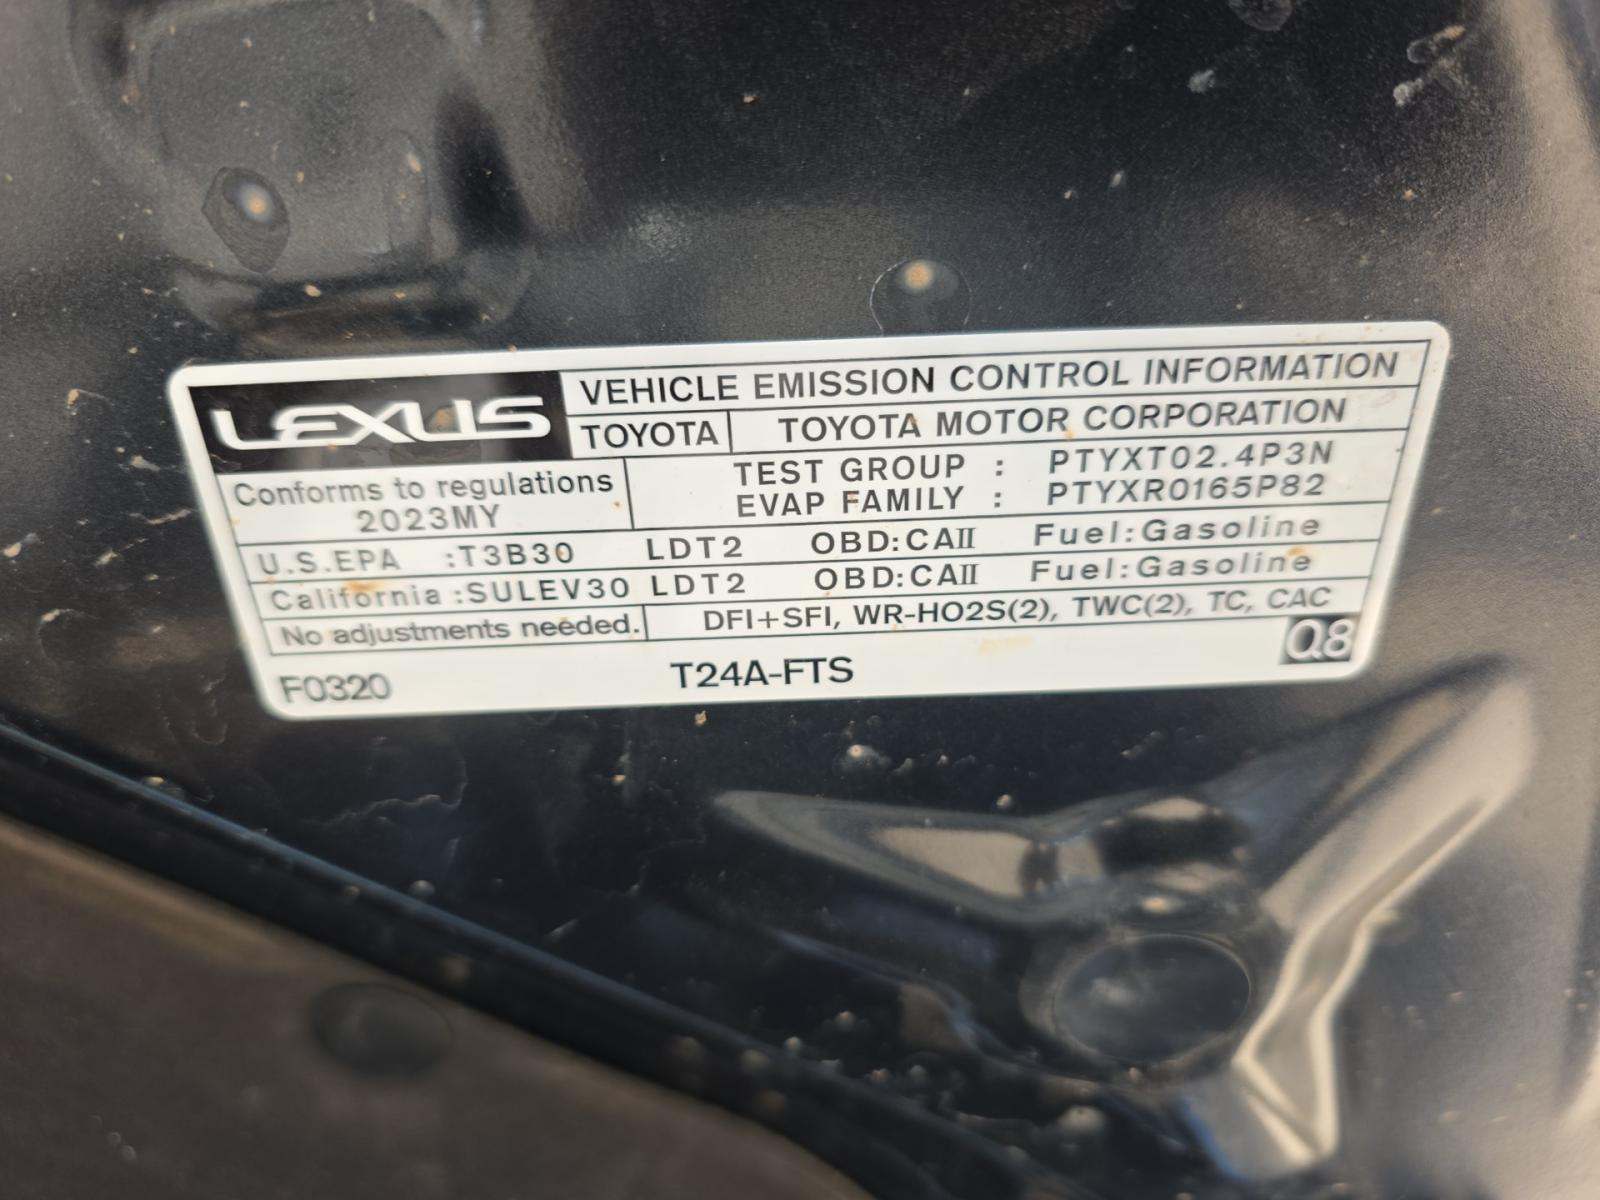 LEXUS
VEHICLE EMISSION CONTROL INFORMATION
TOYOTA TOYOTA MOTOR CORPORATION
Conforms to regulations
2023MY
TEST GROUP : PTYXT02.4P3N
EVAP FAMILY : PTYXR0165P82
U.S.EPA :T3B30 LDT2 OBD:CAII Fuel:Gasoline
California :SULEV30 LDT2 OBD:CAII Fuel:Gasoline
No adjustments needed. DFI+SFI, WR-HO2S(2), TWC(2), TC, CAC
F0320 T24A-FTS Q8